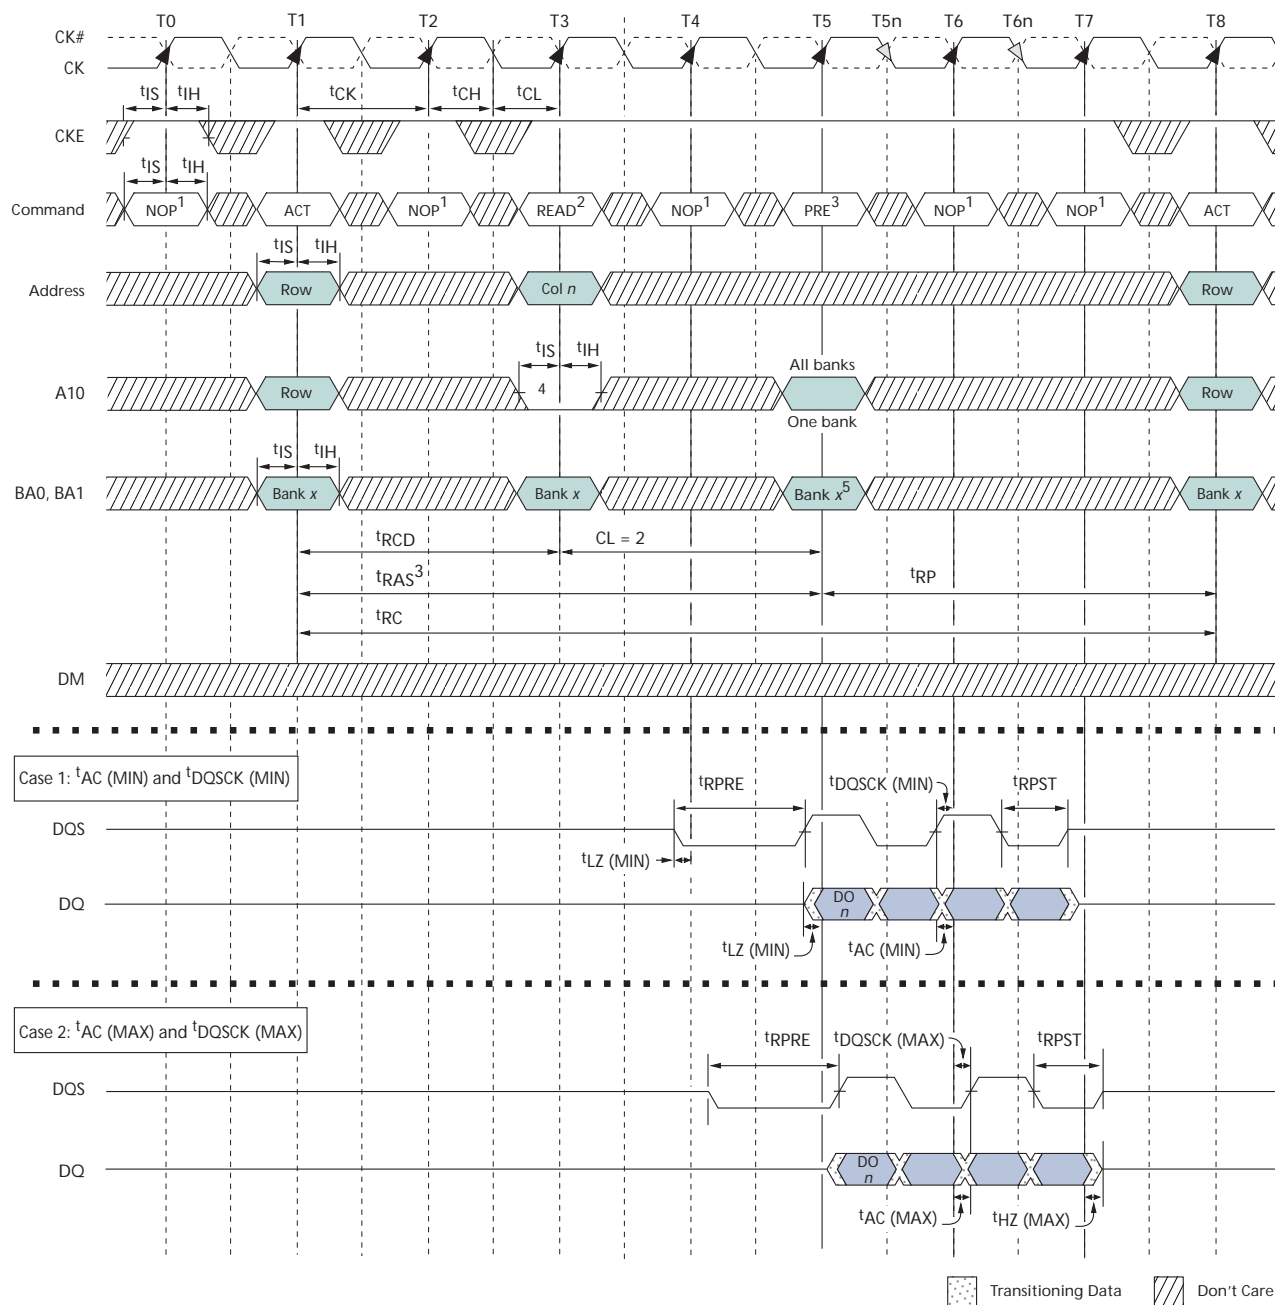 T0 T1 T2 T3 T4 T5 T5n T6 T6n T7 T8
CK#
CK
tIS tIH tCK tCH tCL
CKE
tIS tIH
Command NOP1 ACT NOP1 READ2 NOP1 PRE3 NOP1 NOP1 ACT
tIS tIH
Address Row Col n Row
tIS tIH
All banks
A10 Row 4 Row
One bank
tIS tIH
BA0, BA1 Bank x Bank x Bank x5 Bank x
tRCD CL = 2
tRAS3 tRP
tRC
DM
Case 1: tAC (MIN) and tDQSCK (MIN)
tRPRE tDQSCK (MIN) tRPST
DQS
tLZ (MIN)
DQ DO n
tLZ (MIN) tAC (MIN)
Case 2: tAC (MAX) and tDQSCK (MAX)
tRPRE tDQSCK (MAX) tRPST
DQS
DQ DO n
tAC (MAX) tHZ (MAX)
Transitioning Data Don't Care